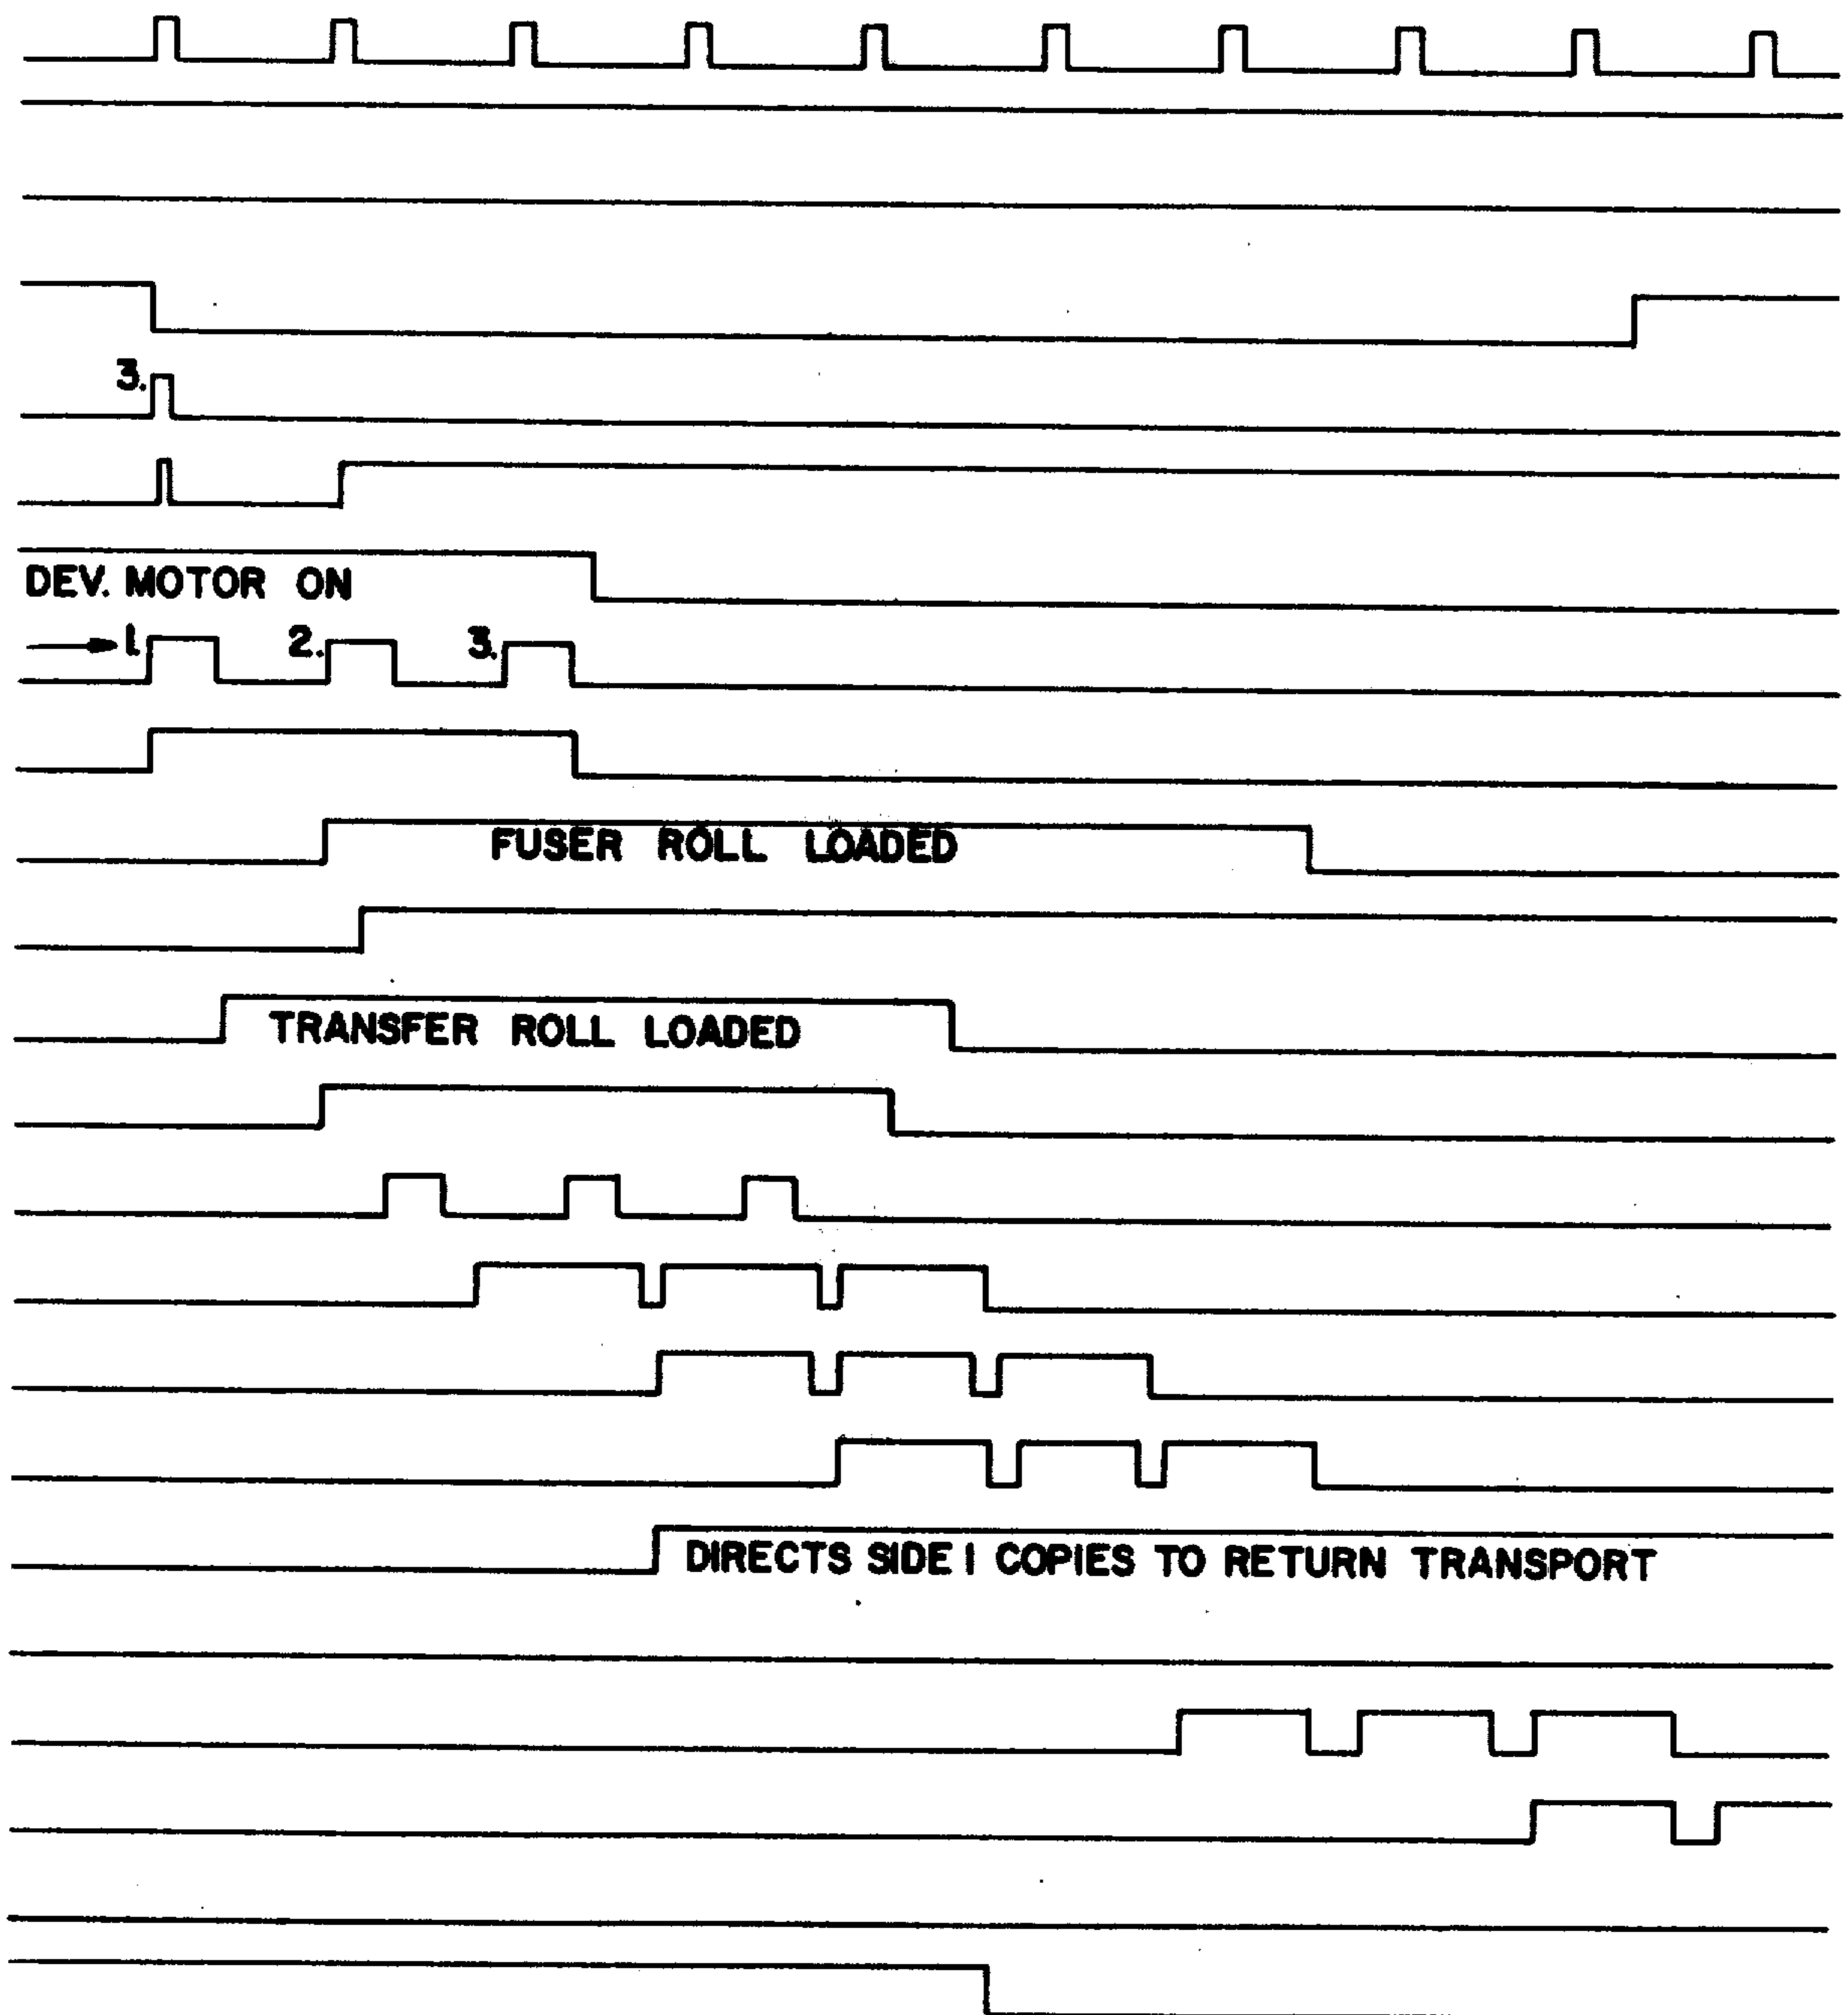 3.
DEV. MOTOR ON
1. 2. 3.
FUSER ROLL LOADED
TRANSFER ROLL LOADED
DIRECTS SIDE 1 COPIES TO RETURN TRANSPORT